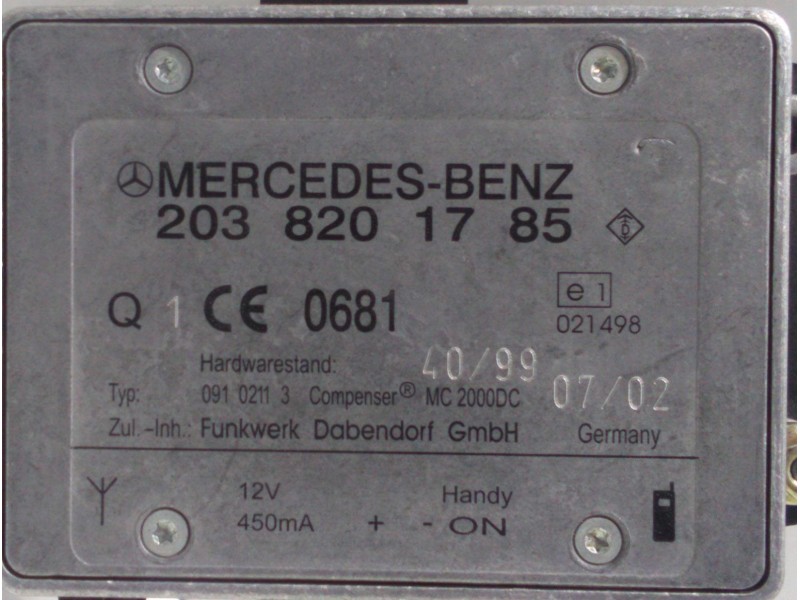 MERCEDES-BENZ
203 820 17 85
Q 1 CE 0681 e 1
021498
Hardwarestand: 40/99
Typ: 091 0211 3 Compenser® MC 2000DC 07/02
Zul.-Inh.: Funkwerk Dabendorf GmbH Germany
12V Handy
450mA + - ON